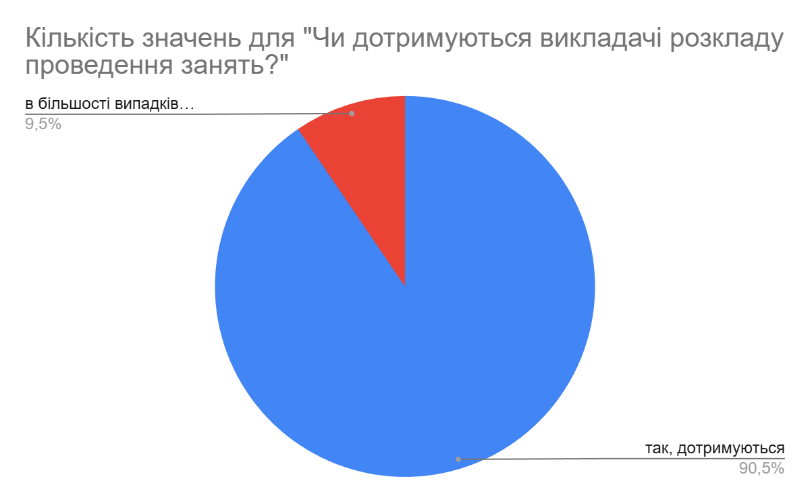 Кількість значень для "Чи дотримуються викладачі розкладу
проведення занять?"
в більшості випадків…
9,5%
так, дотримуються
90,5%